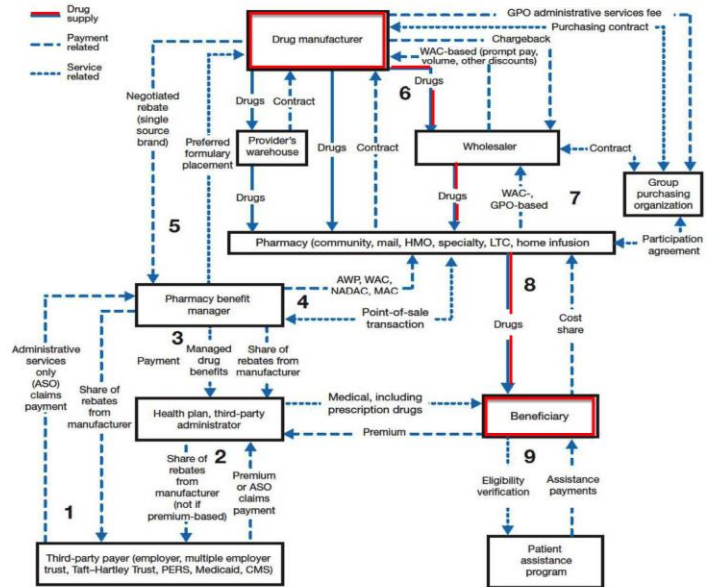 Drug
supply
Payment
related
Service
related
Drug manufacturer
GPO administrative services fee
Purchasing contract
Chargeback
WAC-based (prompt pay,
volume, other discounts)
6
Negotiated
rebate
(single
source
brand)
Preferred
formulary
placement
Drugs
Contract
Drugs
Contract
Drugs
Provider's
warehouse
Wholesaler
Contract
Group
purchasing
organization
Drugs
Drugs
WAC-,
GPO-based
7
5
Pharmacy (community, mail, HMO, specialty, LTC, home infusion
Participation
agreement
AWP, WAC,
NADAC, MAC
4
8
Pharmacy benefit
manager
Point-of-sale
transaction
3
Drugs
Cost
share
Administrative
services
only
(ASO)
claims
payment
Share of
rebates
from
manufacturer
Payment
Managed
drug
benefits
Share of
rebates from
manufacturer
Health plan, third-party
administrator
Medical, including
prescription drugs
Premium
Beneficiary
2
9
Share of
rebates from
manufacturer
(not if
premium-based)
Premium
or ASO
claims
payment
Eligibility
verification
Assistance
payments
1
Third-party payer (employer, multiple employer
trust, Taft–Hartley Trust, PERS, Medicaid, CMS)
Patient
assistance
program